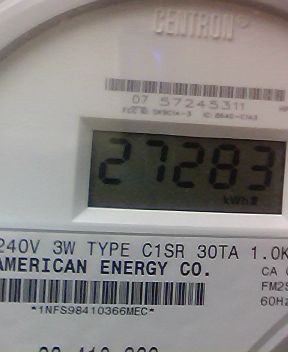 CENTRON®
07 57245311
27283
kWh
240V 3W TYPE C1SR 30TA 1.0K
AMERICAN ENERGY CO.
CA
FM2S
60Hz
*1NFS98410366MEC*